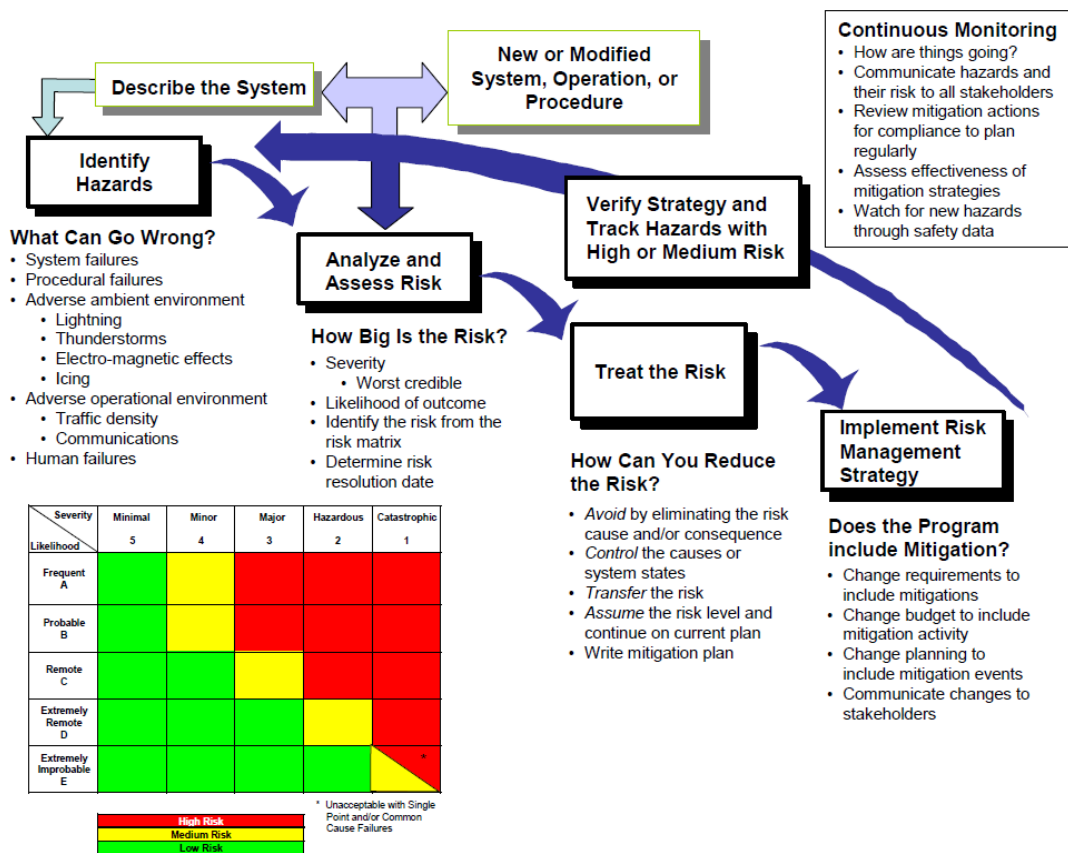 Describe the System
New or Modified
System, Operation, or
Procedure
Continuous Monitoring
• How are things going?
• Communicate hazards and
their risk to all stakeholders
• Review mitigation actions
for compliance to plan
regularly
• Assess effectiveness of
mitigation strategies
• Watch for new hazards
through safety data
Identify
Hazards
What Can Go Wrong?
• System failures
• Procedural failures
• Adverse ambient environment
• Lightning
• Thunderstorms
• Electro-magnetic effects
• Icing
• Adverse operational environment
• Traffic density
• Communications
• Human failures
Analyze and
Assess Risk
How Big Is the Risk?
• Severity
• Worst credible
• Likelihood of outcome
• Identify the risk from the
risk matrix
• Determine risk
resolution date
Verify Strategy and
Track Hazards with
High or Medium Risk
Treat the Risk
How Can You Reduce
the Risk?
• Avoid by eliminating the risk
cause and/or consequence
• Control the causes or
system states
• Transfer the risk
• Assume the risk level and
continue on current plan
• Write mitigation plan
Implement Risk
Management
Strategy
Does the Program
include Mitigation?
• Change requirements to
include mitigations
• Change budget to include
mitigation activity
• Change planning to
include mitigation events
• Communicate changes to
stakeholders
Severity
Likelihood
Minimal
5
Minor
4
Major
3
Hazardous
2
Catastrophic
1
Frequent
A
Probable
B
Remote
C
Extremely
Remote
D
Extremely
Improbable
E
*
* Unacceptable with Single
Point and/or Common
Cause Failures
High Risk
Medium Risk
Low Risk